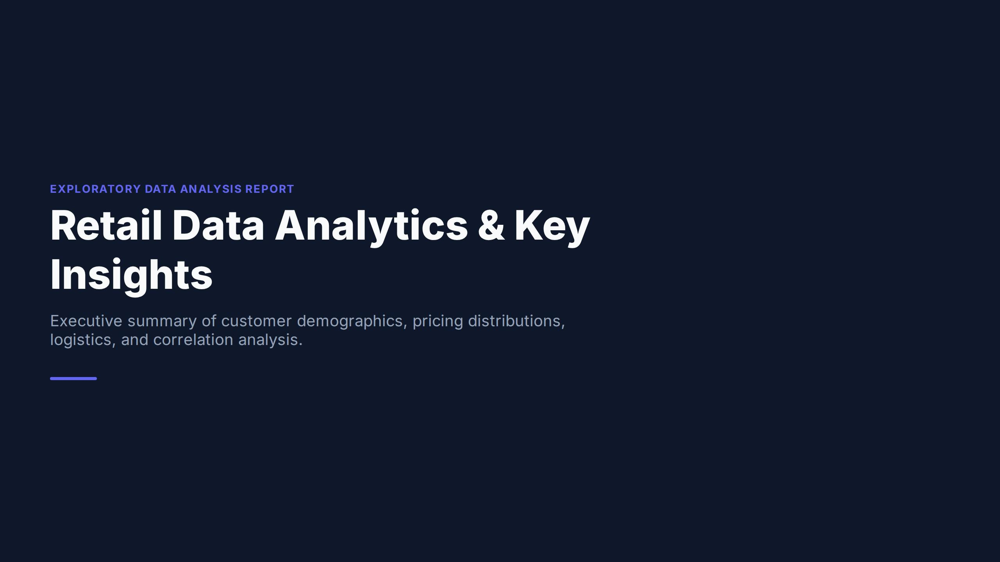 EXPLORATORY DATA ANALYSIS REPORT
Retail Data Analytics & Key
Insights
Executive summary of customer demographics, pricing distributions,
logistics, and correlation analysis.